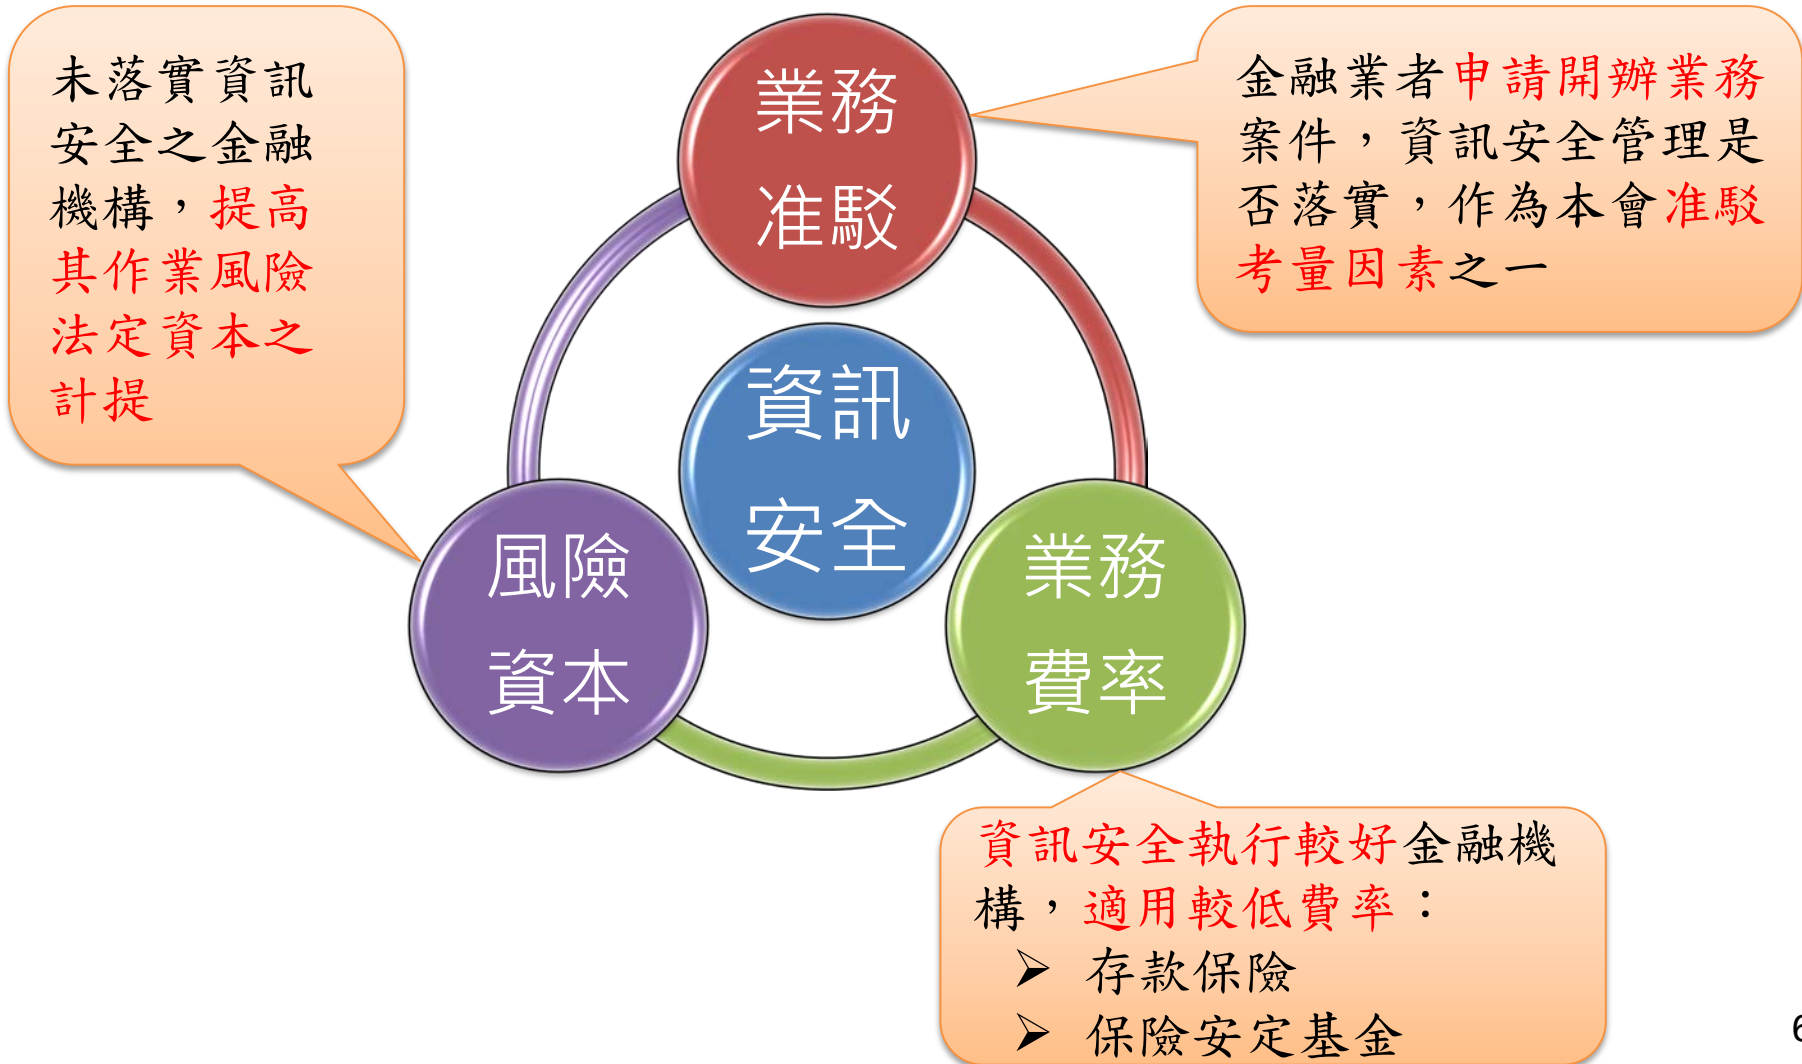 未落實資訊
安全之金融
機構，提高
其作業風險
法定資本之
計提
業務
准駁
金融業者申請開辦業務
案件，資訊安全管理是
否落實，作為本會准駁
考量因素之一
資訊
安全
風險
資本
業務
費率
資訊安全執行較好金融機
構，適用較低費率：
➢ 存款保險
➢ 保險安定基金
6